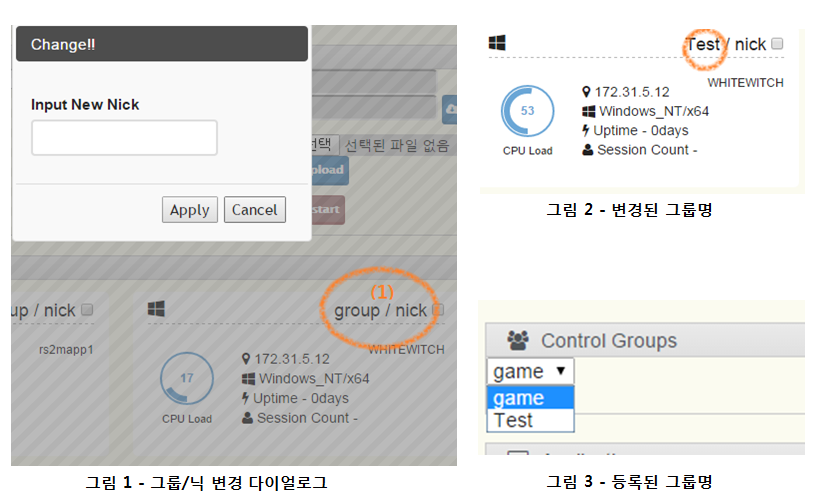 Change!!
Input New Nick
Apply Cancel
선택 선택된 파일 없음
pload
start
(1)
up / nick
group / nick
rs2mapp1
WHITEWITCH
17
CPU Load
172.31.5.12
Windows_NT/x64
Uptime - 0days
Session Count -
그림 1 - 그룹/닉 변경 다이얼로그
Test / nick
WHITEWITCH
53
CPU Load
172.31.5.12
Windows_NT/x64
Uptime - 0days
Session Count -
그림 2 - 변경된 그룹명
Control Groups
game
game
Test
그림 3 - 등록된 그룹명